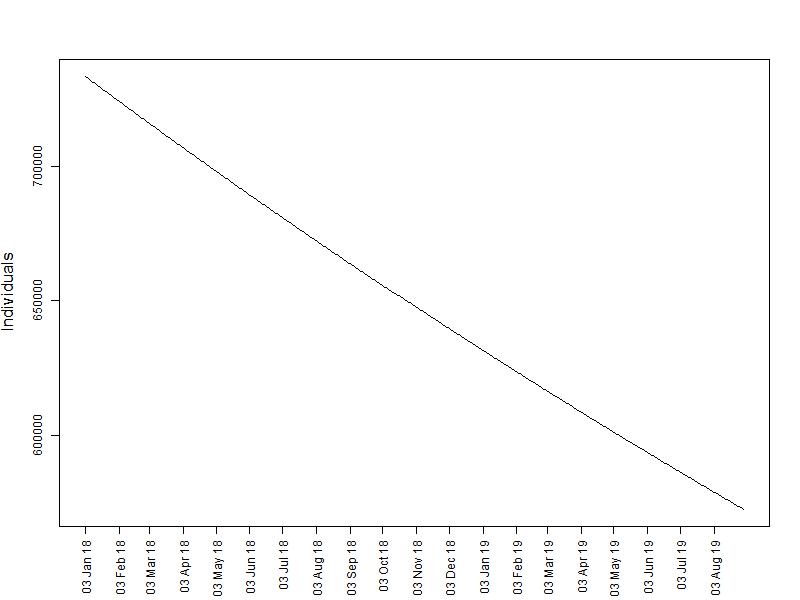 Individuals
700000
650000
600000
03 Jan 18
03 Feb 18
03 Mar 18
03 Apr 18
03 May 18
03 Jun 18
03 Jul 18
03 Aug 18
03 Sep 18
03 Oct 18
03 Nov 18
03 Dec 18
03 Jan 19
03 Feb 19
03 Mar 19
03 Apr 19
03 May 19
03 Jun 19
03 Jul 19
03 Aug 19